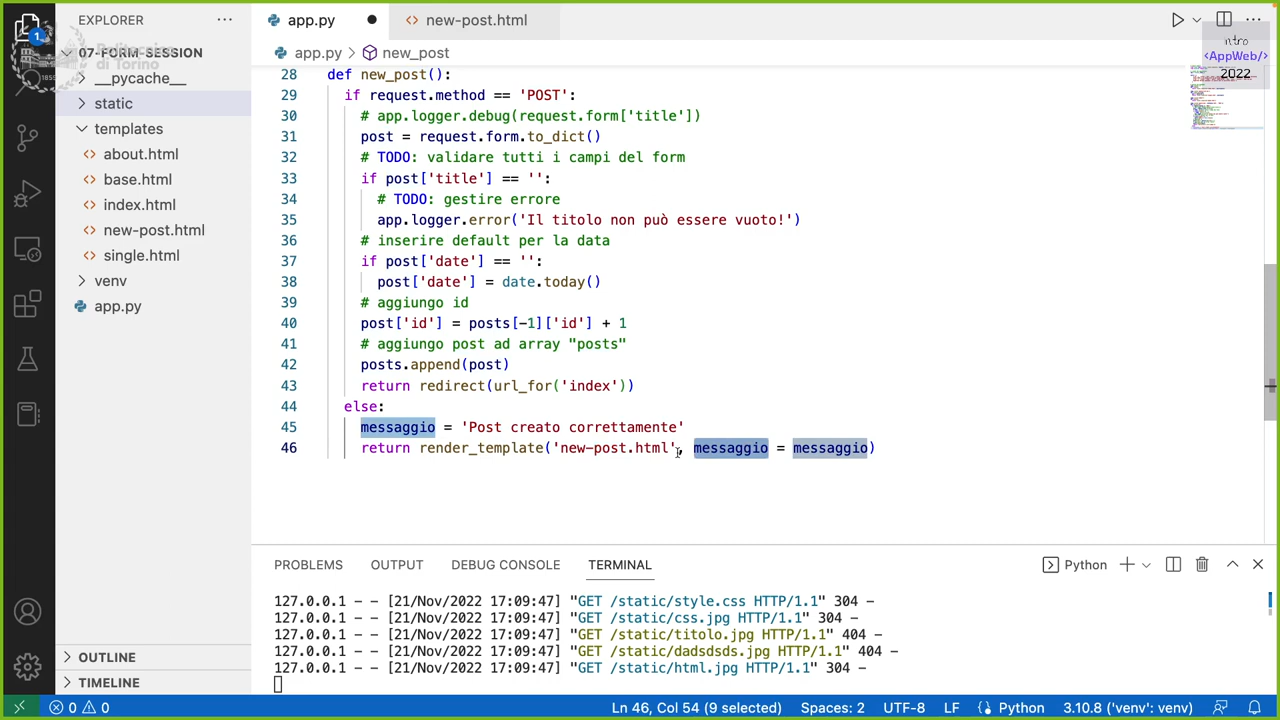 EXPLORER
app.py
new-post.html
07-FORM-SESSION
app.py
new_post
Politecnico
di Torino
1859
intro
<AppWeb/>
2022
1
__pycache__
static
templates
about.html
base.html
index.html
new-post.html
single.html
venv
app.py
28 def new_post():
29 if request.method == 'POST':
30 # app.logger.debug(request.form['title'])
31 post = request.form.to_dict()
32 # TODO: validare tutti i campi del form
33 if post['title'] == '':
34 # TODO: gestire errore
35 app.logger.error('Il titolo non può essere vuoto!')
36 # inserire default per la data
37 if post['date'] == '':
38 post['date'] = date.today()
39 # aggiungo id
40 post['id'] = posts[-1]['id'] + 1
41 # aggiungo post ad array "posts"
42 posts.append(post)
43 return redirect(url_for('index'))
44 else:
45 messaggio = 'Post creato correttamente'
46 return render_template('new-post.html', messaggio = messaggio)
PROBLEMS OUTPUT DEBUG CONSOLE TERMINAL
Python
127.0.0.1 - - [21/Nov/2022 17:09:47] "GET /static/style.css HTTP/1.1" 304 -
127.0.0.1 - - [21/Nov/2022 17:09:47] "GET /static/css.jpg HTTP/1.1" 304 -
127.0.0.1 - - [21/Nov/2022 17:09:47] "GET /static/titolo.jpg HTTP/1.1" 404 -
127.0.0.1 - - [21/Nov/2022 17:09:47] "GET /static/dadsdsds.jpg HTTP/1.1" 404 -
127.0.0.1 - - [21/Nov/2022 17:09:47] "GET /static/html.jpg HTTP/1.1" 304 -
OUTLINE
TIMELINE
0 0 Ln 46, Col 54 (9 selected) Spaces: 2 UTF-8 LF Python 3.10.8 ('venv': venv)